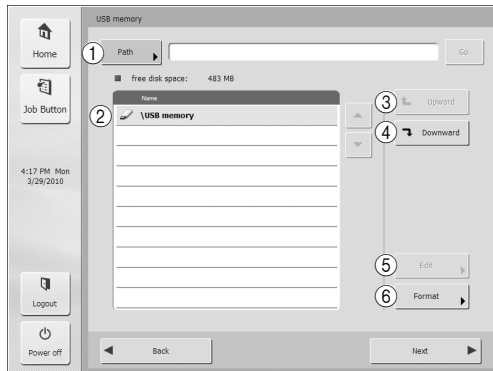 USB memory
Home
1
Path
Go
free disk space: 483 MB
Job Button
Name
2
\USB memory
3
Upward
4
Downward
4:17 PM Mon
3/29/2010
5
Edit
6
Format
Logout
Power off
Back
Next